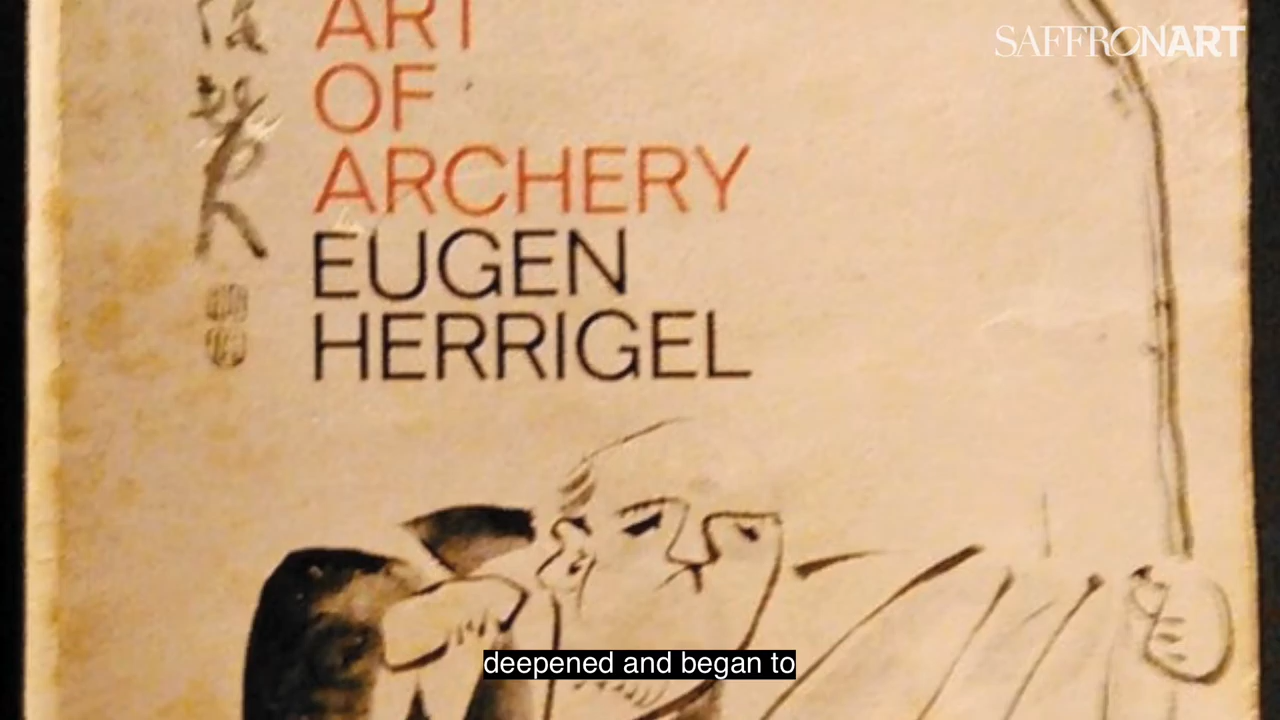 SAFFRONART
ART
OF
ARCHERY
EUGEN
HERRIGEL
deepened and began to